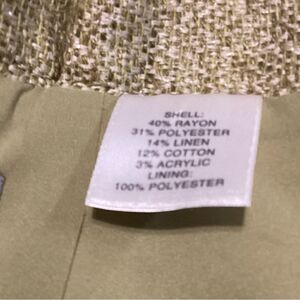 SHELL:
40% RAYON
31% POLYESTER
14% LINEN
12% COTTON
3% ACRYLIC
LINING:
100% POLYESTER